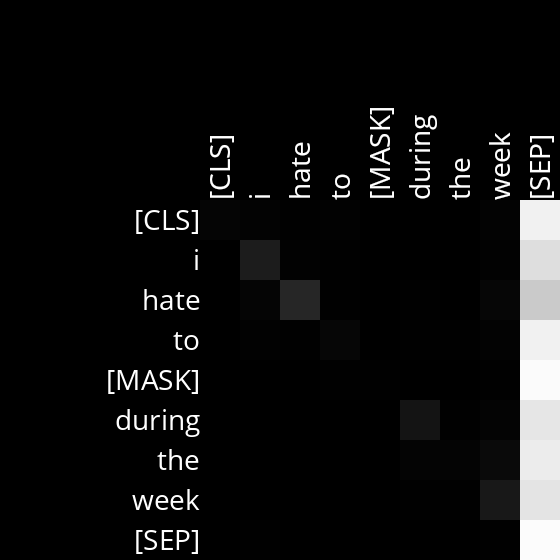 [CLS] i hate to [MASK] during the week [SEP]
[CLS]
i
hate
to
[MASK]
during
the
week
[SEP]